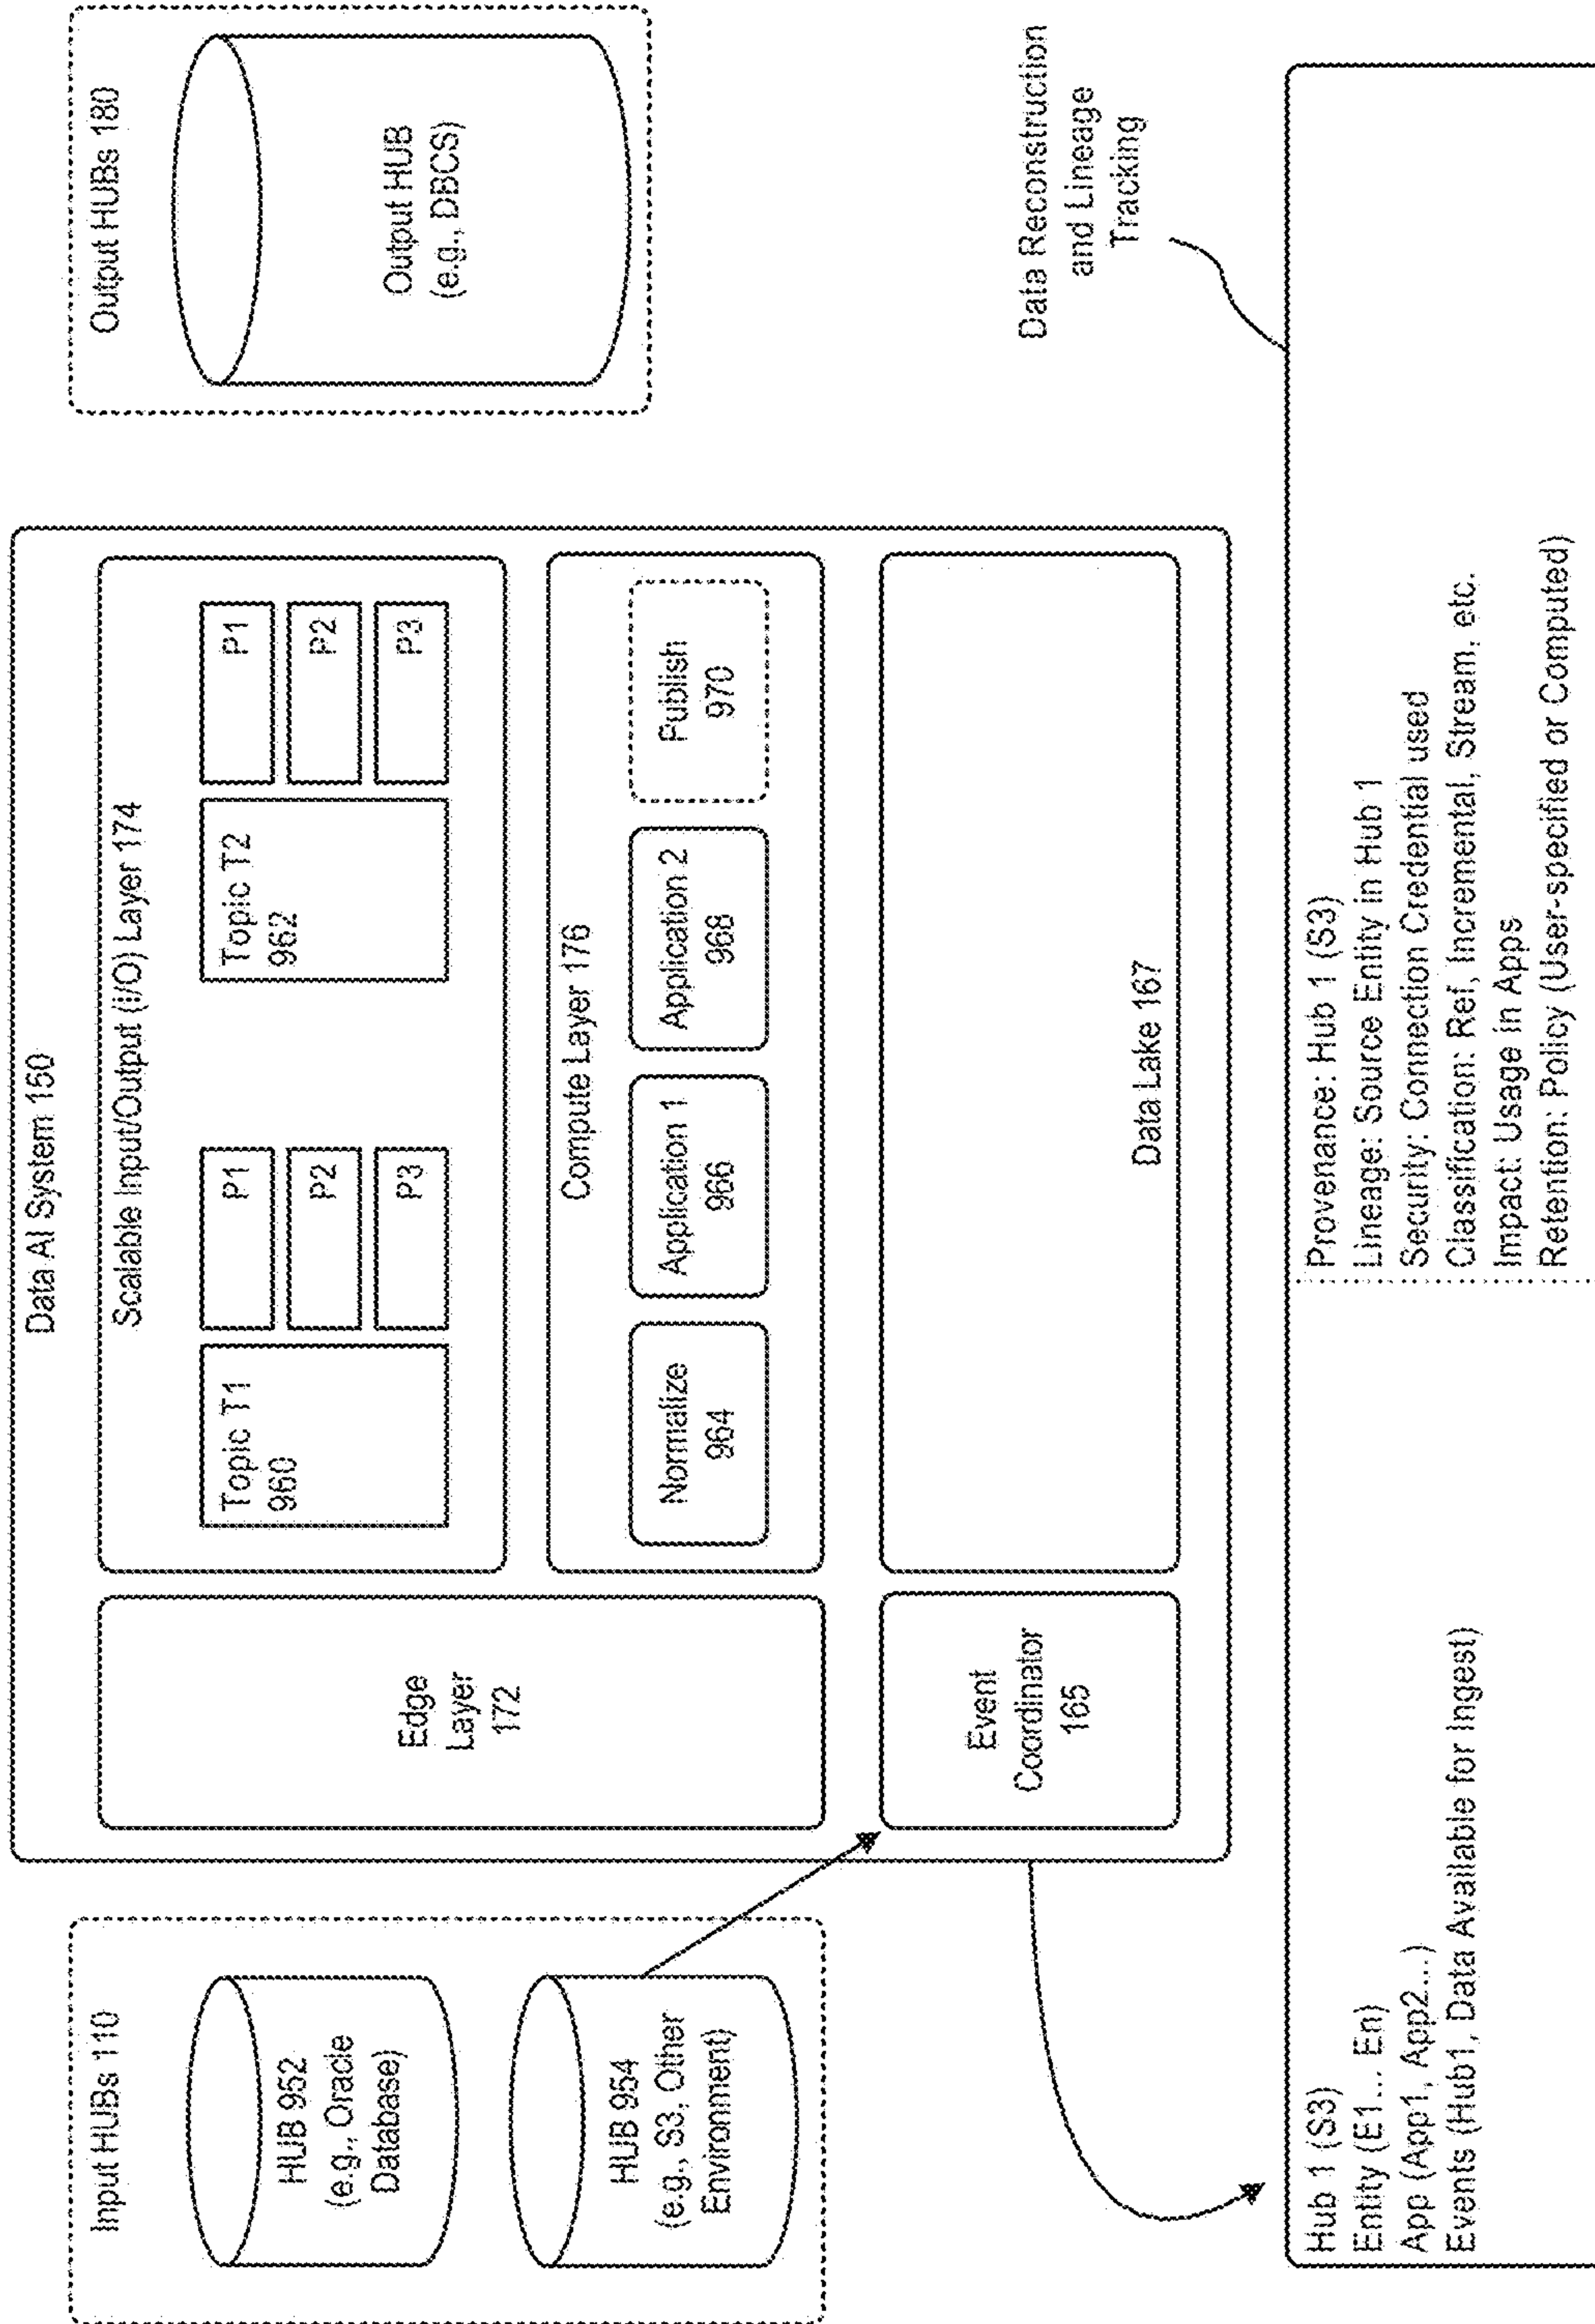 Input HUBs 110
HUB 952
(e.g., Oracle
Database)
HUB 954
(e.g., S3, Other
Environment)
Data AI System 150
Edge
Layer
172
Scalable Input/Output (I/O) Layer 174
Topic T1
960
P1
P2
P3
Topic T2
962
P1
P2
P3
Compute Layer 176
Normalize
964
Application 1
966
Application 2
968
Publish
970
Event
Coordinator
165
Data Lake 167
Output HUBs 180
Output HUB
(e.g., DBCS)
Data Reconstruction
and Lineage
Tracking
Hub 1 (S3)
Entity (E1... En)
App (App1, App2...)
Events (Hub1, Data Available for Ingest)
Provenance: Hub 1 (S3)
Lineage: Source Entity in Hub 1
Security: Connection Credential used
Classification: Ref, Incremental, Stream, etc.
Impact: Usage in Apps
Retention: Policy (User-specified or Computed)